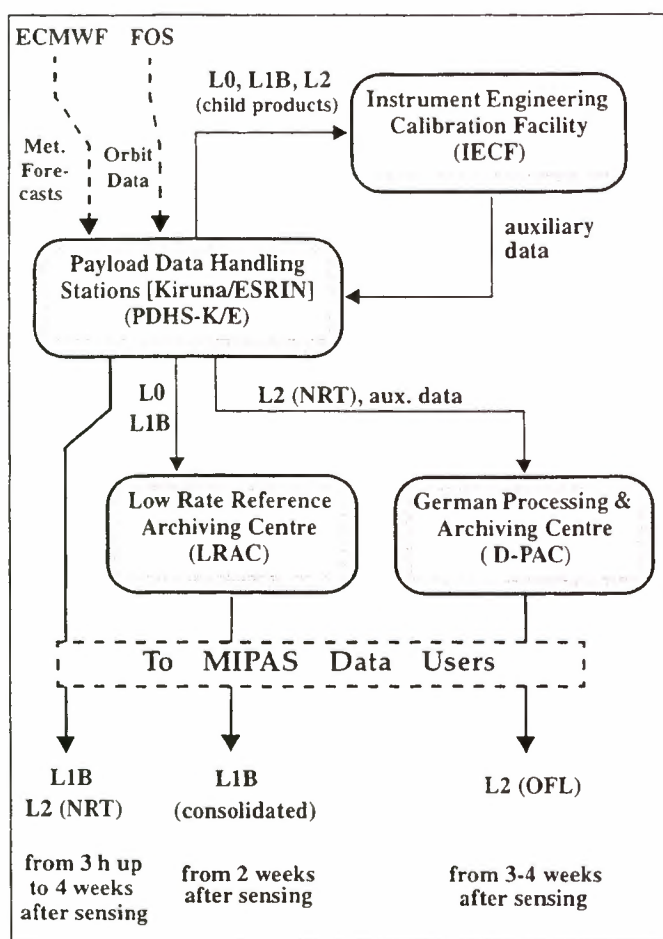 ECMWF FOS
L0, L1B, L2
(child products)
Instrument Engineering
Calibration Facility
(IECF)
Met.
Fore-
casts
Orbit
Data
auxiliary
data
Payload Data Handling
Stations [Kiruna/ESRIN]
(PDHS-K/E)
L0
L1B
L2 (NRT), aux. data
Low Rate Reference
Archiving Centre
(LRAC)
German Processing &
Archiving Centre
( D-PAC)
To MIPAS Data Users
L1B
L2 (NRT)
L1B
(consolidated)
L2 (OFL)
from 3 h up
to 4 weeks
after sensing
from 2 weeks
after sensing
from 3-4 weeks
after sensing